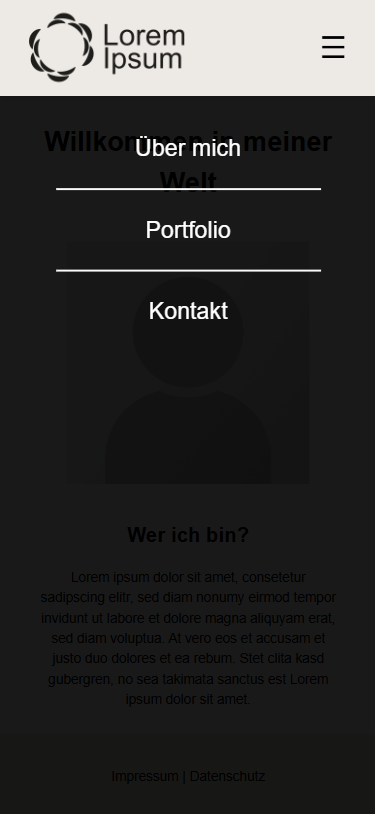 Lorem
Ipsum
Willkommen in meiner
Welt
Über mich
Portfolio
Kontakt
Wer ich bin?
Lorem ipsum dolor sit amet, consetetur
sadipscing elitr, sed diam nonumy eirmod tempor
invidunt ut labore et dolore magna aliquyam erat,
sed diam voluptua. At vero eos et accusam et
justo duo dolores et ea rebum. Stet clita kasd
gubergren, no sea takimata sanctus est Lorem
ipsum dolor sit amet.
Impressum | Datenschutz